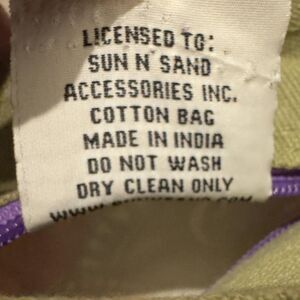 LICENSED TO:
SUN N' SAND
ACCESSORIES INC.
COTTON BAG
MADE IN INDIA
DO NOT WASH
DRY CLEAN ONLY